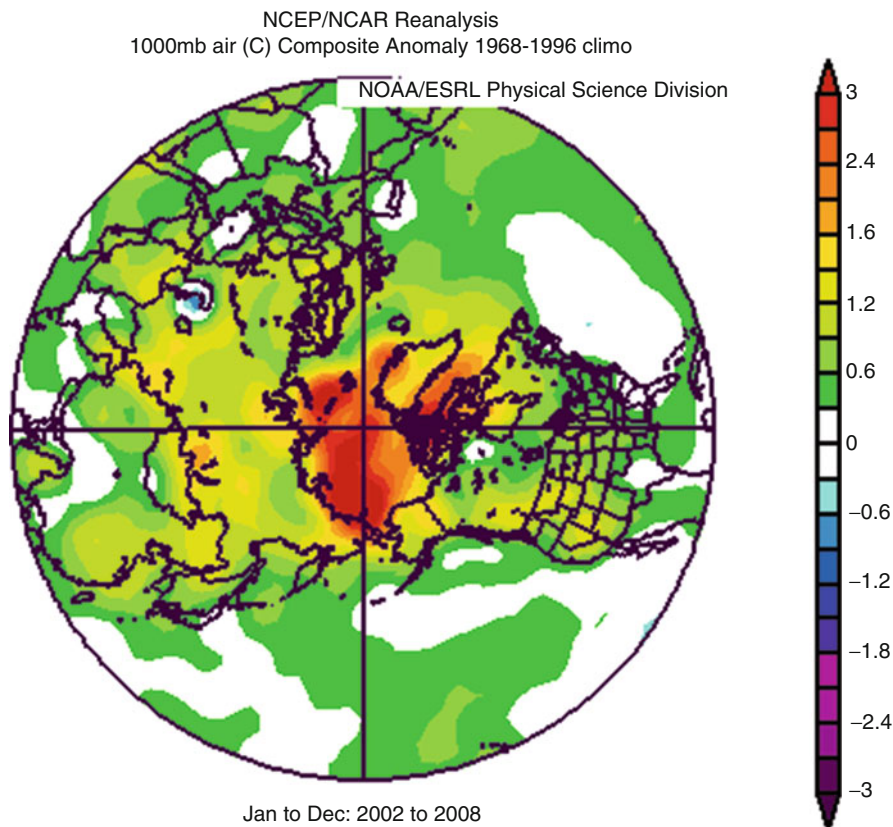 NCEP/NCAR Reanalysis
1000mb air (C) Composite Anomaly 1968-1996 climo
NOAA/ESRL Physical Science Division
3
2.4
1.6
1.2
0.6
0
−0.6
−1.2
−1.8
−2.4
−3
Jan to Dec: 2002 to 2008